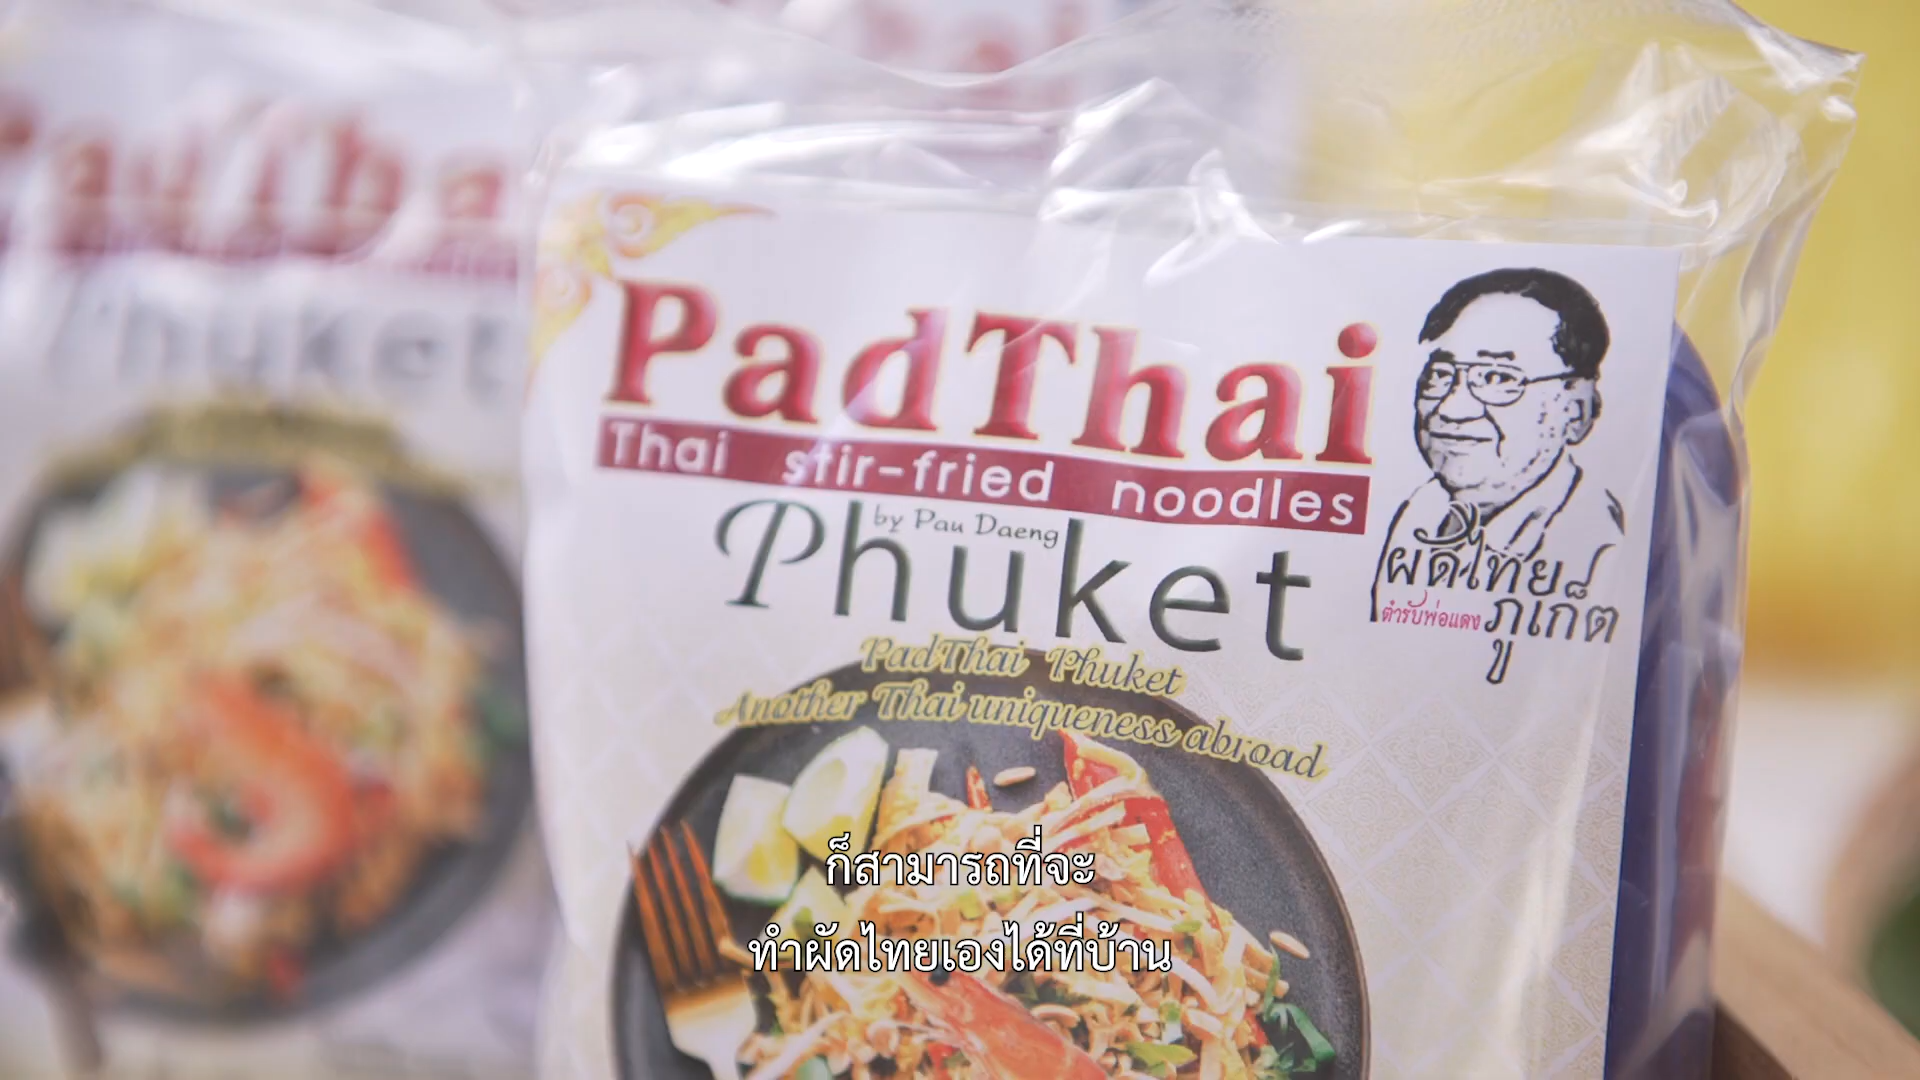 PadThai
Thai stir-fried noodles
by Pau Daeng
Phuket
ผัดไทย
ตำรับพ่อแดง ภูเก็ต
PadThai Phuket
Another Thai uniqueness abroad
PadTha
Phuket
ก็สามารถที่จะ
ทำผัดไทยเองได้ที่บ้าน